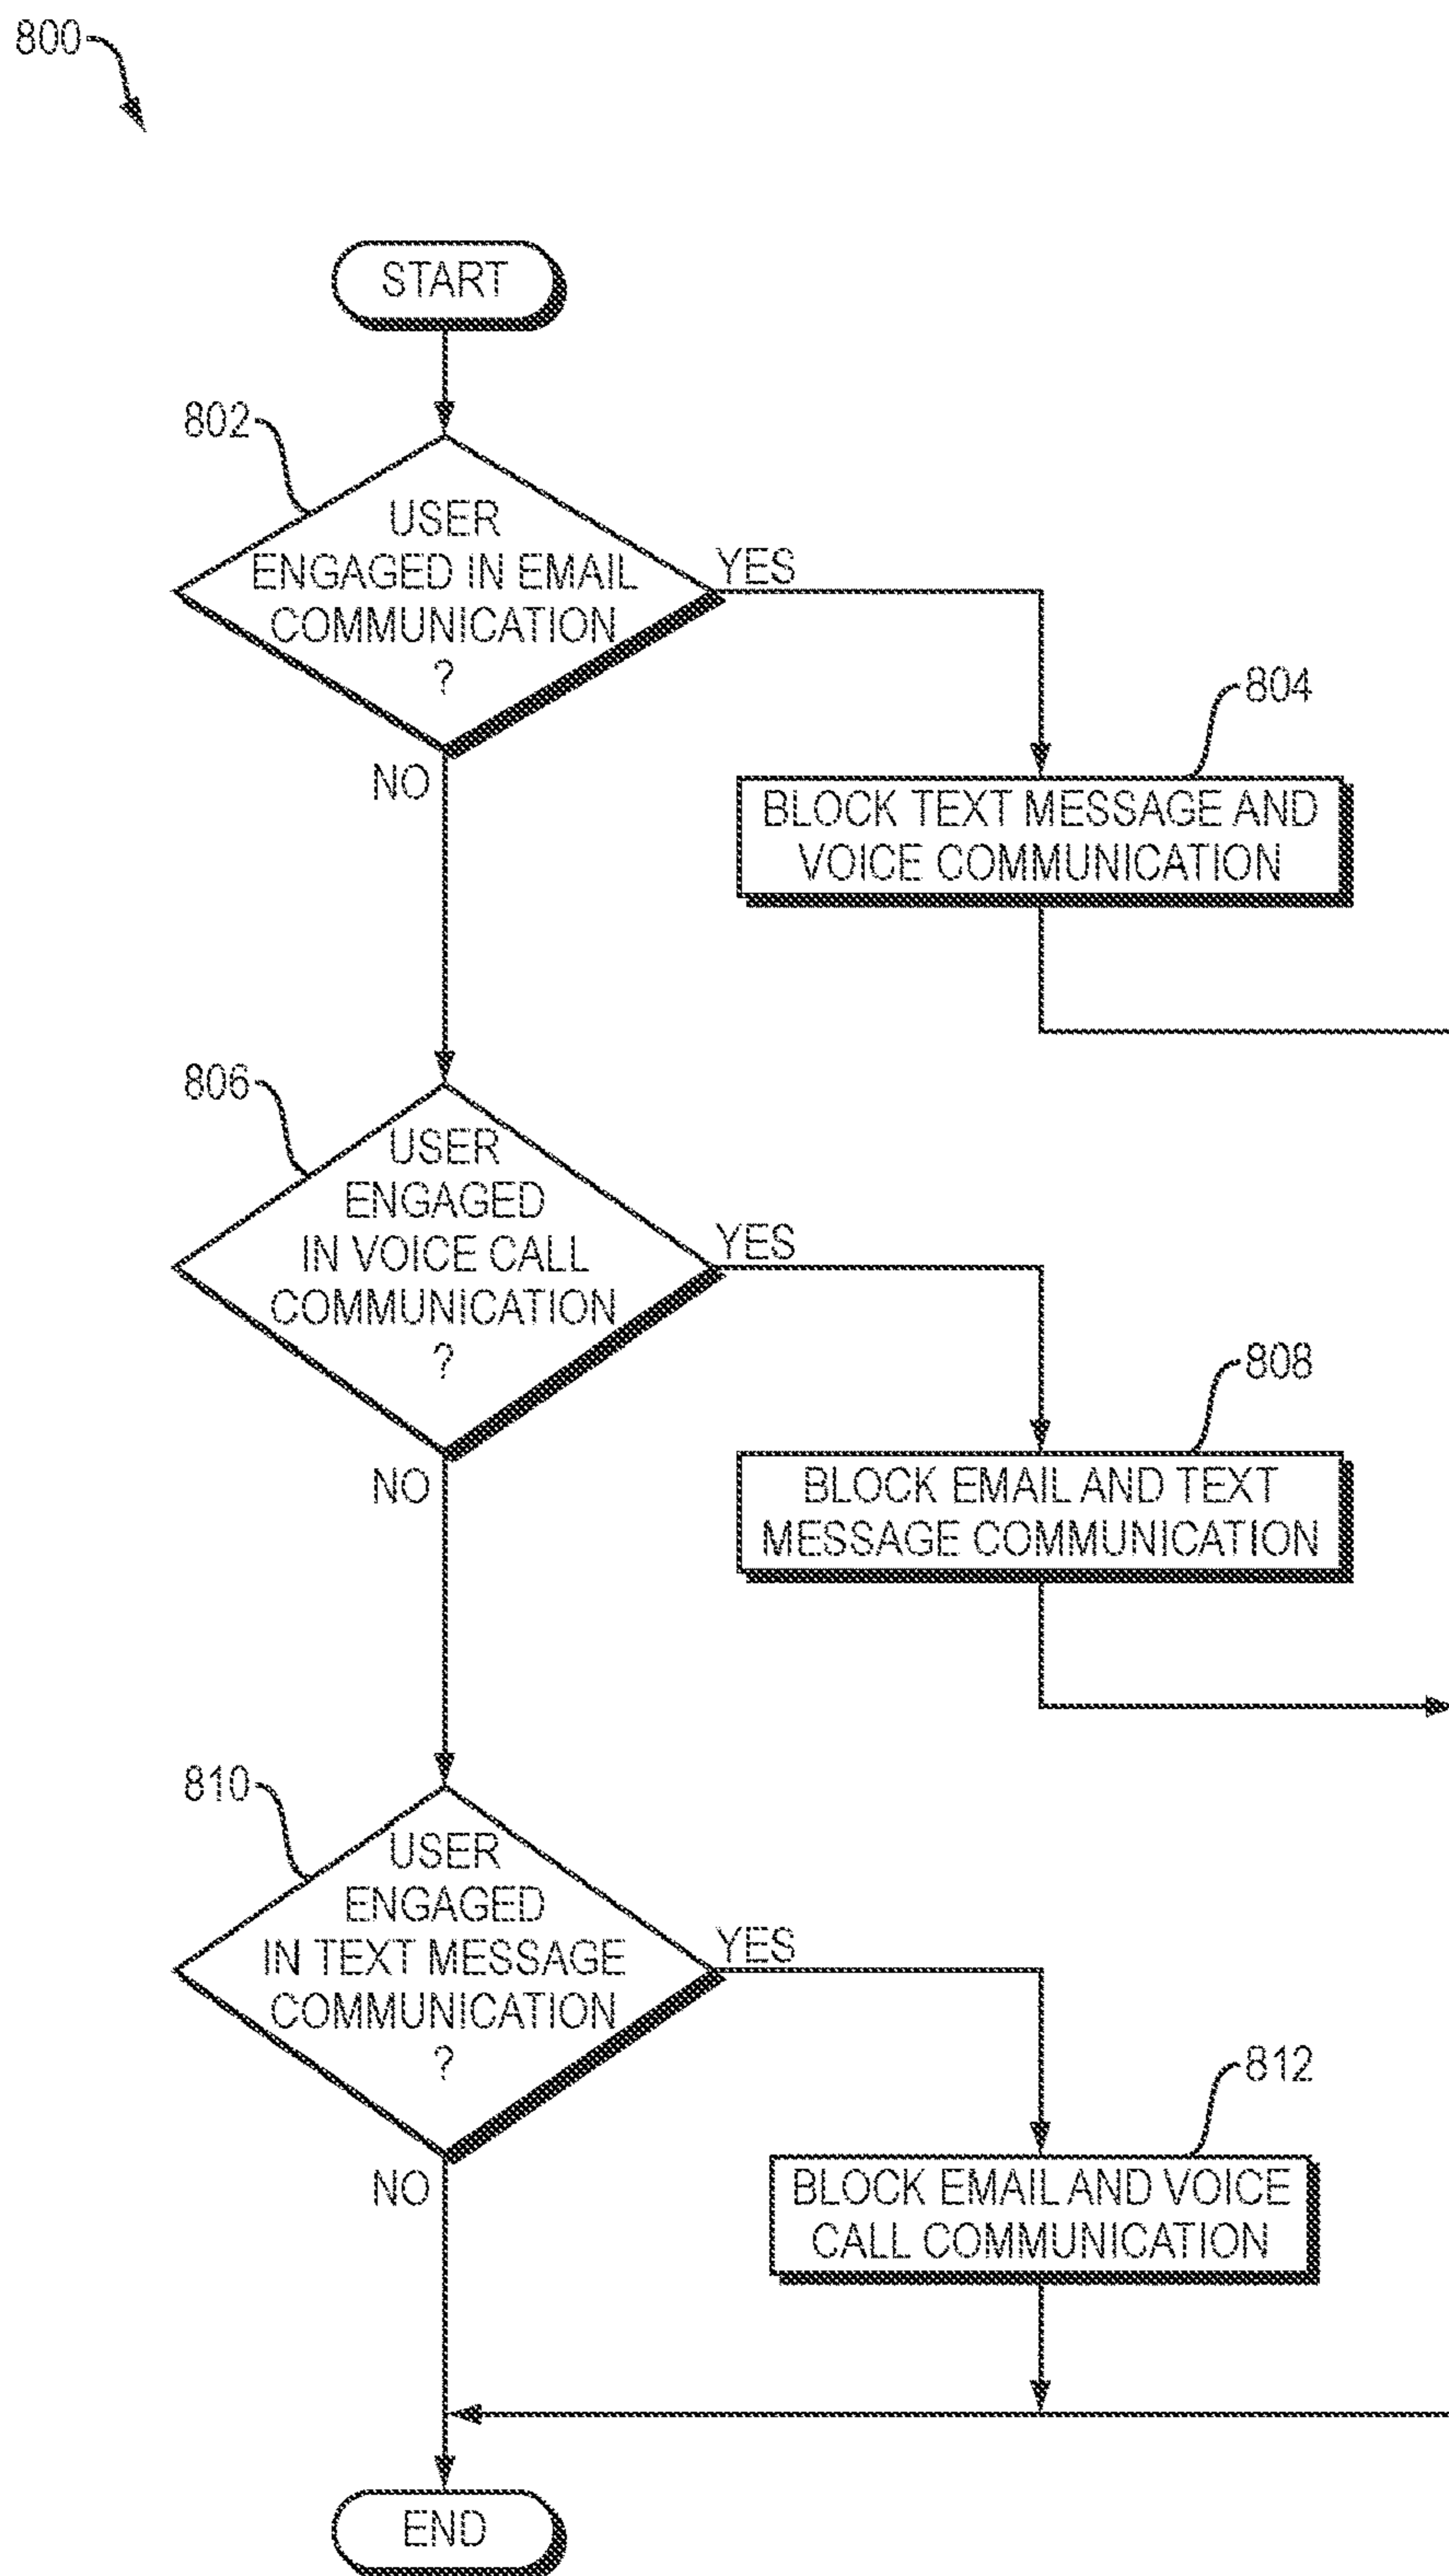 800
START
802
USER
ENGAGED IN EMAIL
COMMUNICATION
?
YES
NO
804
BLOCK TEXT MESSAGE AND
VOICE COMMUNICATION
806
USER
ENGAGED
IN VOICE CALL
COMMUNICATION
?
YES
NO
808
BLOCK EMAIL AND TEXT
MESSAGE COMMUNICATION
810
USER
ENGAGED
IN TEXT MESSAGE
COMMUNICATION
?
YES
NO
812
BLOCK EMAIL AND VOICE
CALL COMMUNICATION
END